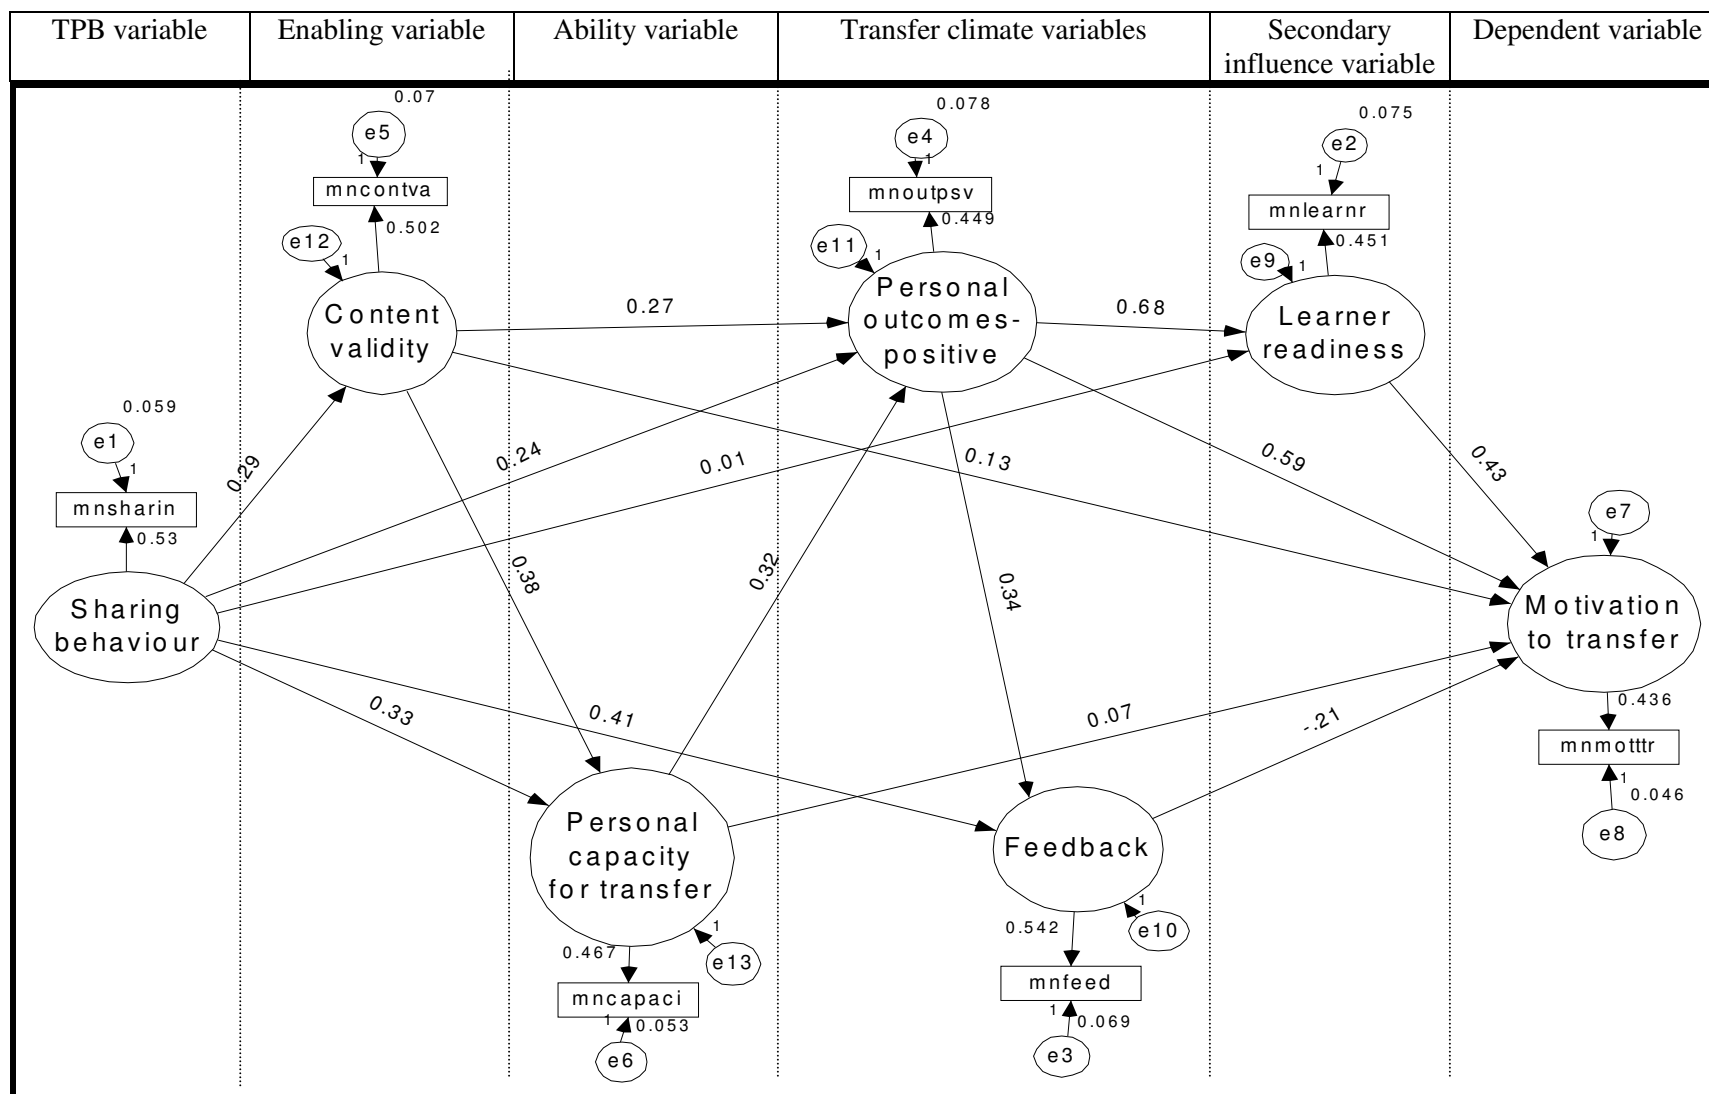 TPB variable
Enabling variable
Ability variable
Transfer climate variables
Secondary
influence variable
Dependent variable
0.07
e5
1
mncontva
0.502
e12
1
Content
validity
0.078
e4
1
mnoutpsv
0.449
e11
1
Personal
outcomes-
positive
0.075
e2
1
mnlearnr
0.451
e9
1
Learner
readiness
0.27
0.68
0.059
e1
1
mnsharin
0.53
Sharing
behaviour
0.29
0.24
0.01
0.13
0.59
0.43
0.38
0.32
0.34
0.33
0.41
0.07
-.21
e7
1
Motivation
to transfer
0.436
mnmotttr
1
0.046
e8
Personal
capacity
for transfer
0.467
1
e13
mncapaci
1
0.053
e6
Feedback
0.542
1
e10
mnfeed
1
0.069
e3